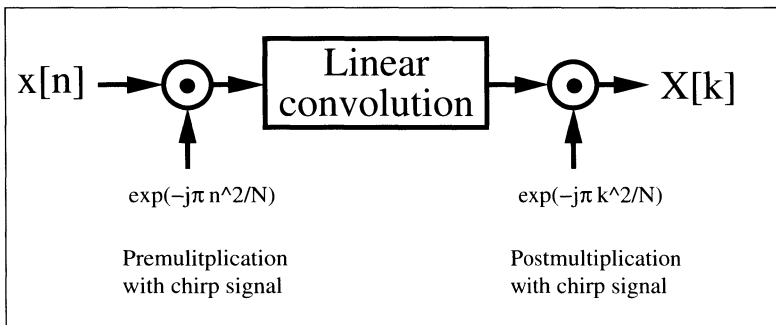 x[n]
Linear
convolution
X[k]
exp(−jπ n^2/N)
exp(−jπ k^2/N)
Premulitplication
with chirp signal
Postmultiplication
with chirp signal